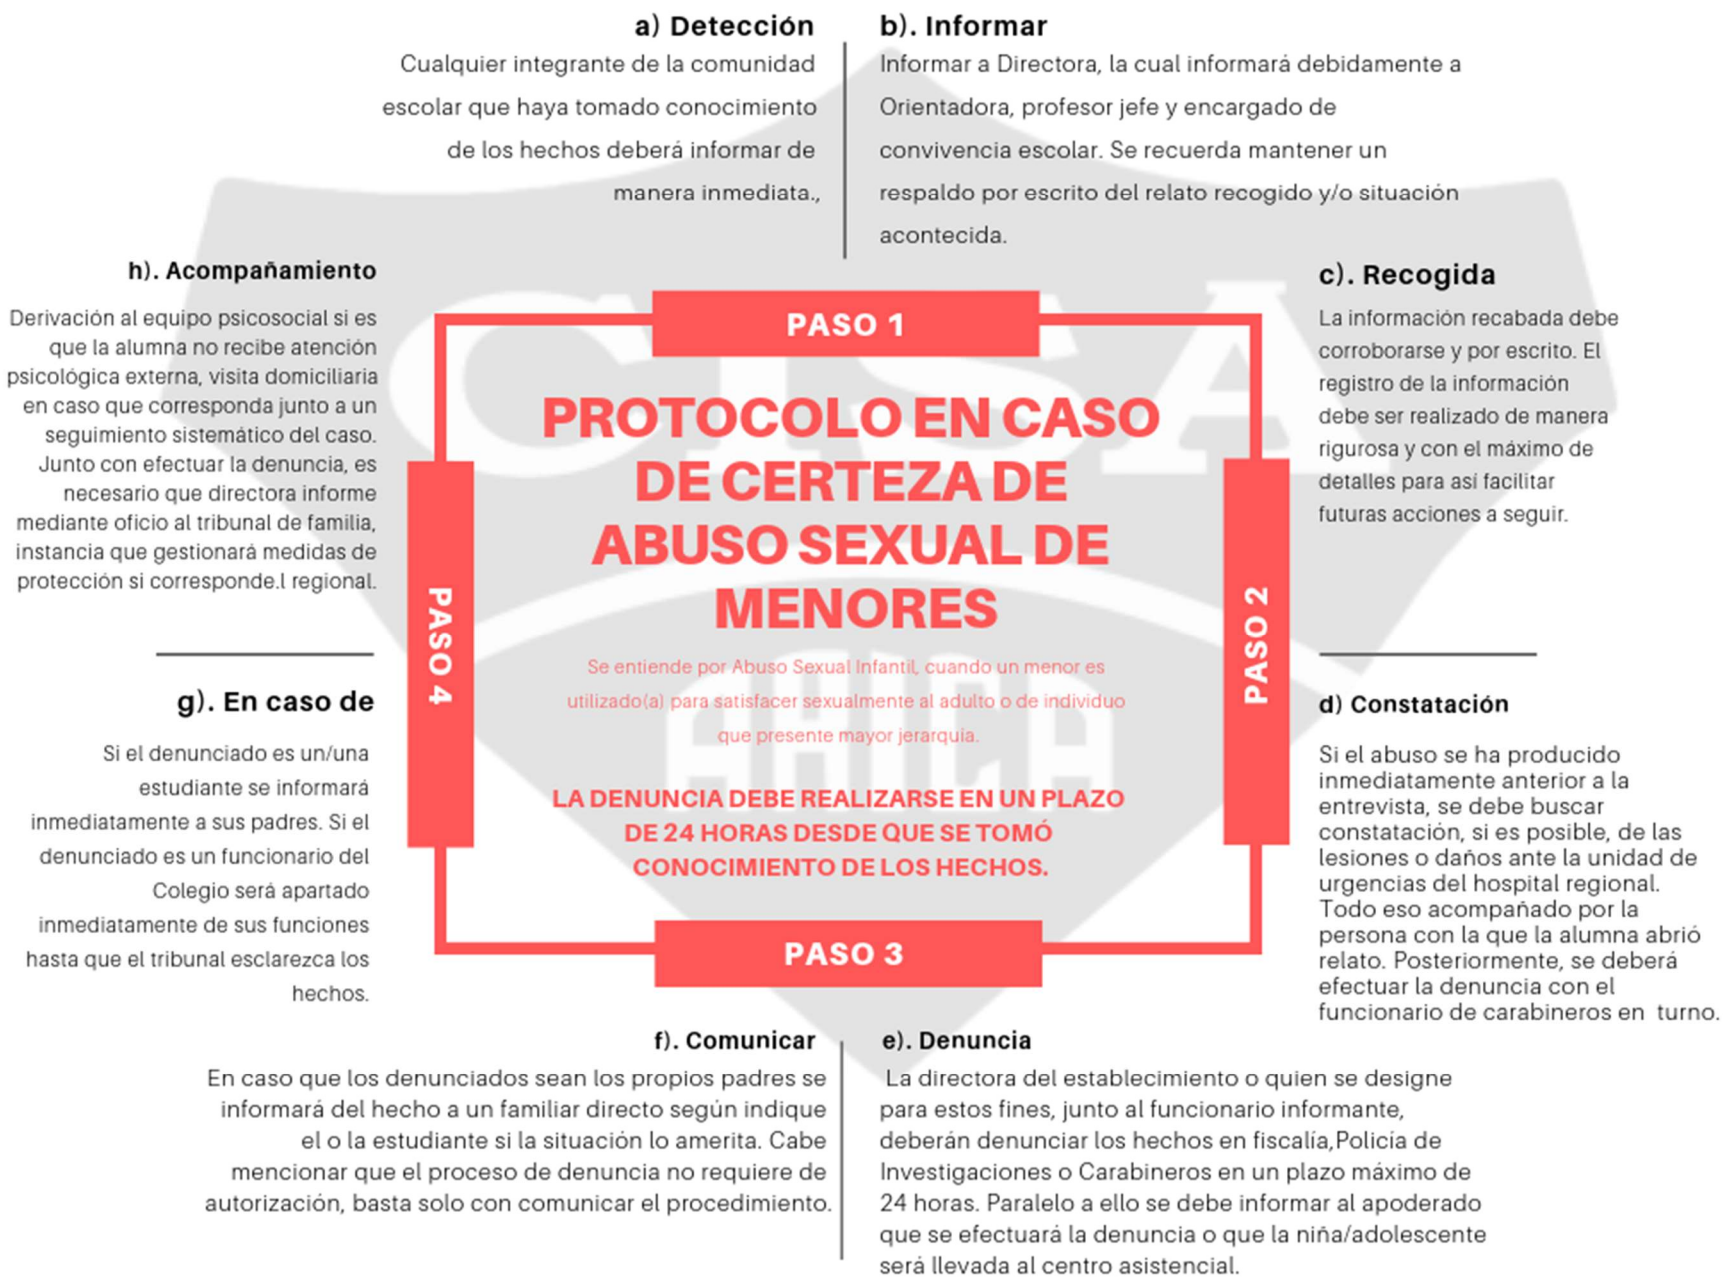 a) Detección
Cualquier integrante de la comunidad
escolar que haya tomado conocimiento
de los hechos deberá informar de
manera inmediata.,
b). Informar
Informar a Directora, la cual informará debidamente a
Orientadora, profesor jefe y encargado de
convivencia escolar. Se recuerda mantener un
respaldo por escrito del relato recogido y/o situación
acontecida.
PASO 1
c). Recogida
La información recabada debe
corroborarse y por escrito. El
registro de la información
debe ser realizado de manera
rigurosa y con el máximo de
detalles para así facilitar
futuras acciones a seguir.
PASO 2
d) Constatación
Si el abuso se ha producido
inmediatamente anterior a la
entrevista, se debe buscar
constatación, si es posible, de las
lesiones o daños ante la unidad de
urgencias del hospital regional.
Todo eso acompañado por la
persona con la que la alumna abrió
relato. Posteriormente, se deberá
efectuar la denuncia con el
funcionario de carabineros en  turno.
PROTOCOLO EN CASO
DE CERTEZA DE
ABUSO SEXUAL DE
MENORES
Se entiende por Abuso Sexual Infantil, cuando un menor es
utilizado(a) para satisfacer sexualmente al adulto o de individuo
que presente mayor jerarquía.
LA DENUNCIA DEBE REALIZARSE EN UN PLAZO
DE 24 HORAS DESDE QUE SE TOMÓ
CONOCIMIENTO DE LOS HECHOS.
PASO 3
e). Denuncia
La directora del establecimiento o quien se designe
para estos fines, junto al funcionario informante,
deberán denunciar los hechos en fiscalía,Policía de
Investigaciones o Carabineros en un plazo máximo de
24 horas. Paralelo a ello se debe informar al apoderado
que se efectuará la denuncia o que la niña/adolescente
será llevada al centro asistencial.
f). Comunicar
En caso que los denunciados sean los propios padres se
informará del hecho a un familiar directo según indique
el o la estudiante si la situación lo amerita. Cabe
mencionar que el proceso de denuncia no requiere de
autorización, basta solo con comunicar el procedimiento.
PASO 4
g). En caso de
Si el denunciado es un/una
estudiante se informará
inmediatamente a sus padres. Si el
denunciado es un funcionario del
Colegio será apartado
inmediatamente de sus funciones
hasta que el tribunal esclarezca los
hechos.
h). Acompañamiento
Derivación al equipo psicosocial si es
que la alumna no recibe atención
psicológica externa, visita domiciliaria
en caso que corresponda junto a un
seguimiento sistemático del caso.
Junto con efectuar la denuncia, es
necesario que directora informe
mediante oficio al tribunal de familia,
instancia que gestionará medidas de
protección si corresponde.l regional.
CISA
AHICA